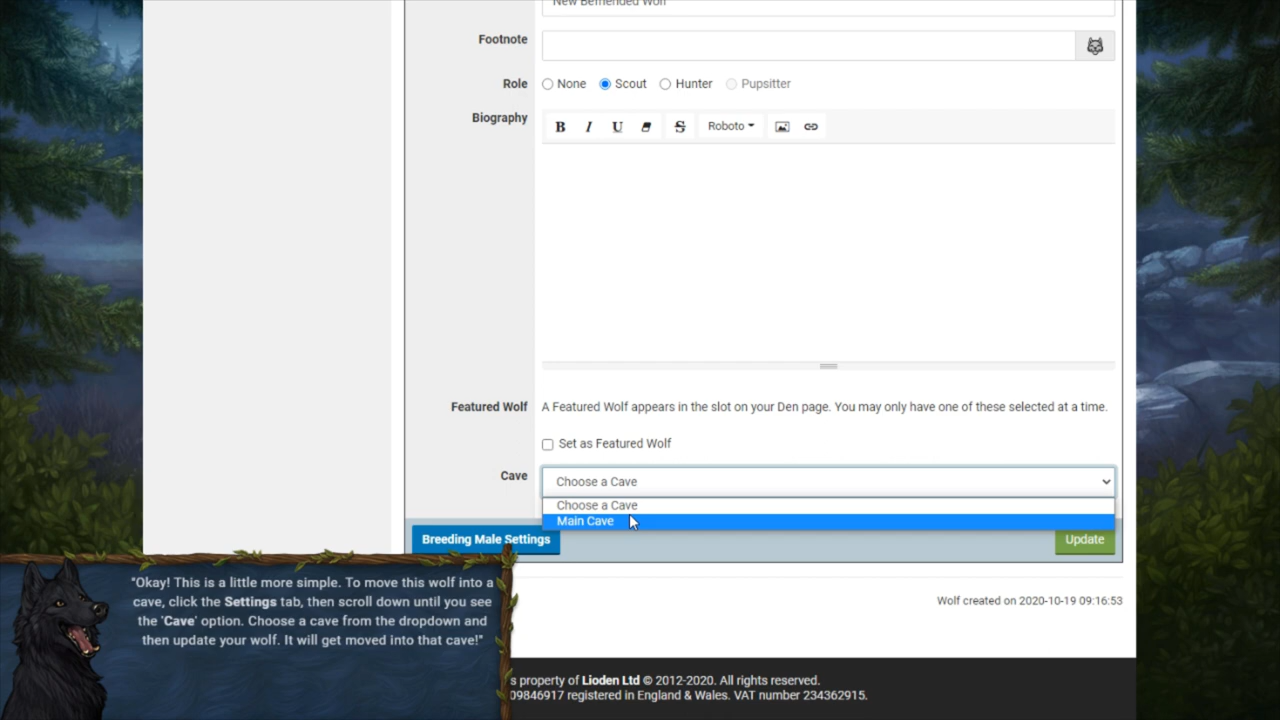 New Befriended Wolf
Footnote
Role None Scout Hunter Pupsitter
Biography
B I U S Roboto
Featured Wolf A Featured Wolf appears in the slot on your Den page. You may only have one of these selected at a time.
Set as Featured Wolf
Cave Choose a Cave
Choose a Cave
Main Cave
Breeding Male Settings Update
"Okay! This is a little more simple. To move this wolf into a
cave, click the Settings tab, then scroll down until you see
the 'Cave' option. Choose a cave from the dropdown and
then update your wolf. It will get moved into that cave!"
Wolf created on 2020-10-19 09:16:53
s property of Lioden Ltd © 2012-2020. All rights reserved.
09846917 registered in England & Wales. VAT number 234362915.